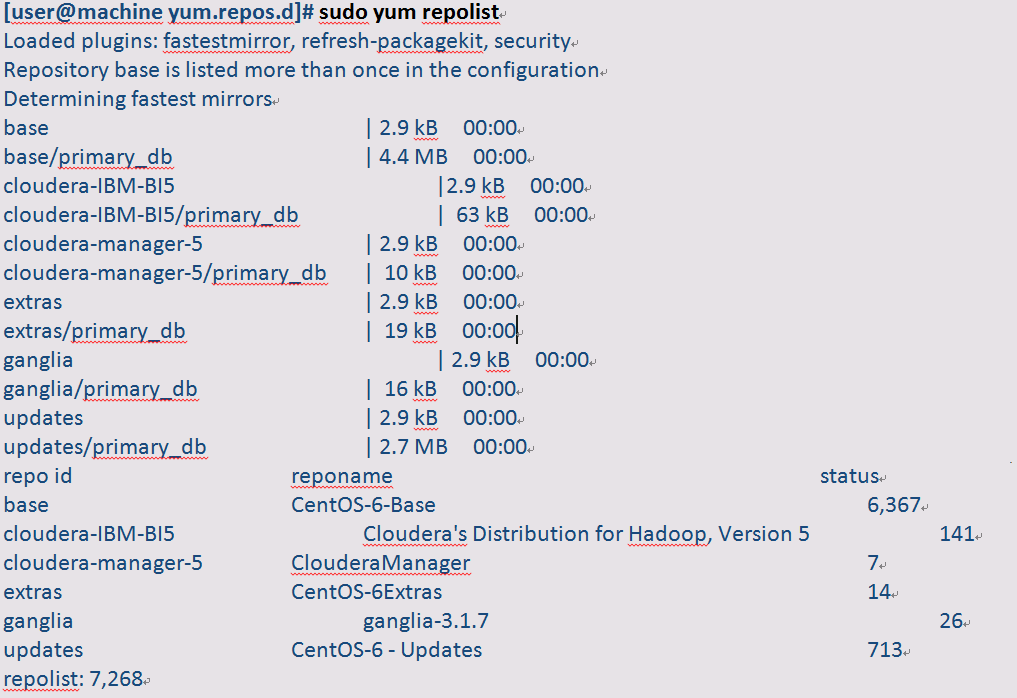 [user@machine yum.repos.d]# sudo yum repolist
Loaded plugins: fastestmirror, refresh-packagekit, security
Repository base is listed more than once in the configuration
Determining fastest mirrors
base | 2.9 kB 00:00
base/primary_db | 4.4 MB 00:00
cloudera-IBM-BI5 |2.9 kB 00:00
cloudera-IBM-BI5/primary_db | 63 kB 00:00
cloudera-manager-5 | 2.9 kB 00:00
cloudera-manager-5/primary_db | 10 kB 00:00
extras | 2.9 kB 00:00
extras/primary_db | 19 kB 00:00
ganglia | 2.9 kB 00:00
ganglia/primary_db | 16 kB 00:00
updates | 2.9 kB 00:00
updates/primary_db | 2.7 MB 00:00
repo id reponame status
base CentOS-6-Base 6,367
cloudera-IBM-BI5 Cloudera's Distribution for Hadoop, Version 5 141
cloudera-manager-5 ClouderaManager 7
extras CentOS-6Extras 14
ganglia ganglia-3.1.7 26
updates CentOS-6 - Updates 713
repolist: 7,268